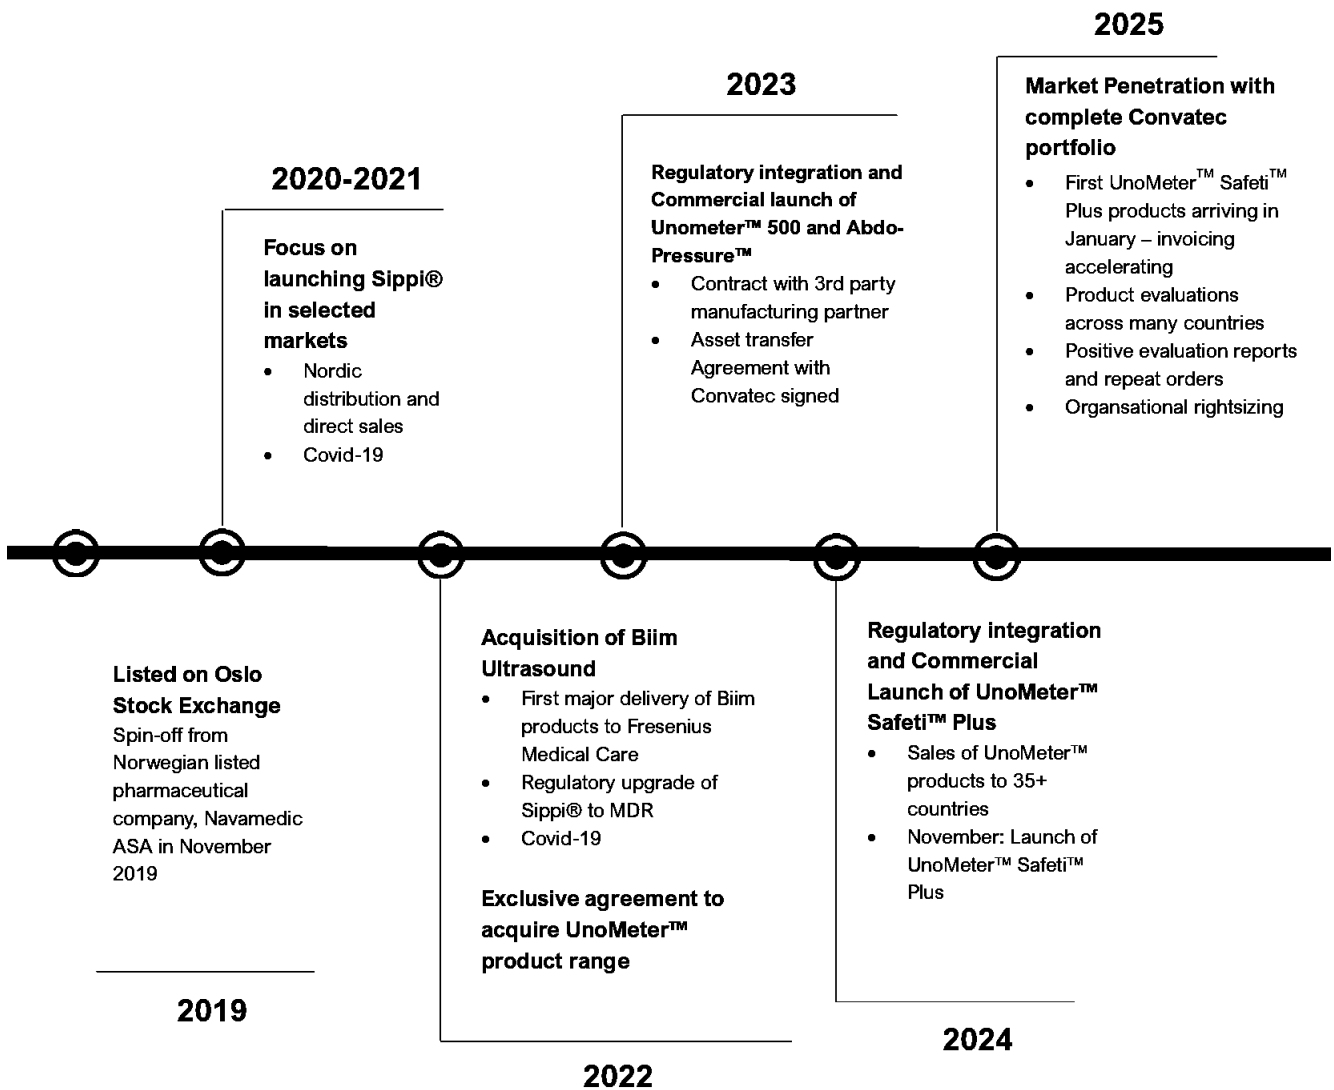 2019
Listed on Oslo
Stock Exchange
Spin-off from
Norwegian listed
pharmaceutical
company, Navamedic
ASA in November
2019
2020-2021
Focus on
launching Sippi®
in selected
markets
• Nordic
distribution and
direct sales
• Covid-19
2022
Acquisition of Biim
Ultrasound
• First major delivery of Biim
products to Fresenius
Medical Care
• Regulatory upgrade of
Sippi® to MDR
• Covid-19
Exclusive agreement to
acquire UnoMeter™
product range
2023
Regulatory integration and
Commercial launch of
Unometer™ 500 and Abdo-
Pressure™
• Contract with 3rd party
manufacturing partner
• Asset transfer
Agreement with
Convatec signed
2024
Regulatory integration
and Commercial
Launch of UnoMeter™
Safeti™ Plus
• Sales of UnoMeter™
products to 35+
countries
• November: Launch of
UnoMeter™ Safeti™
Plus
2025
Market Penetration with
complete Convatec
portfolio
• First UnoMeter™ Safeti™
Plus products arriving in
January – invoicing
accelerating
• Product evaluations
across many countries
• Positive evaluation reports
and repeat orders
• Organsational rightsizing